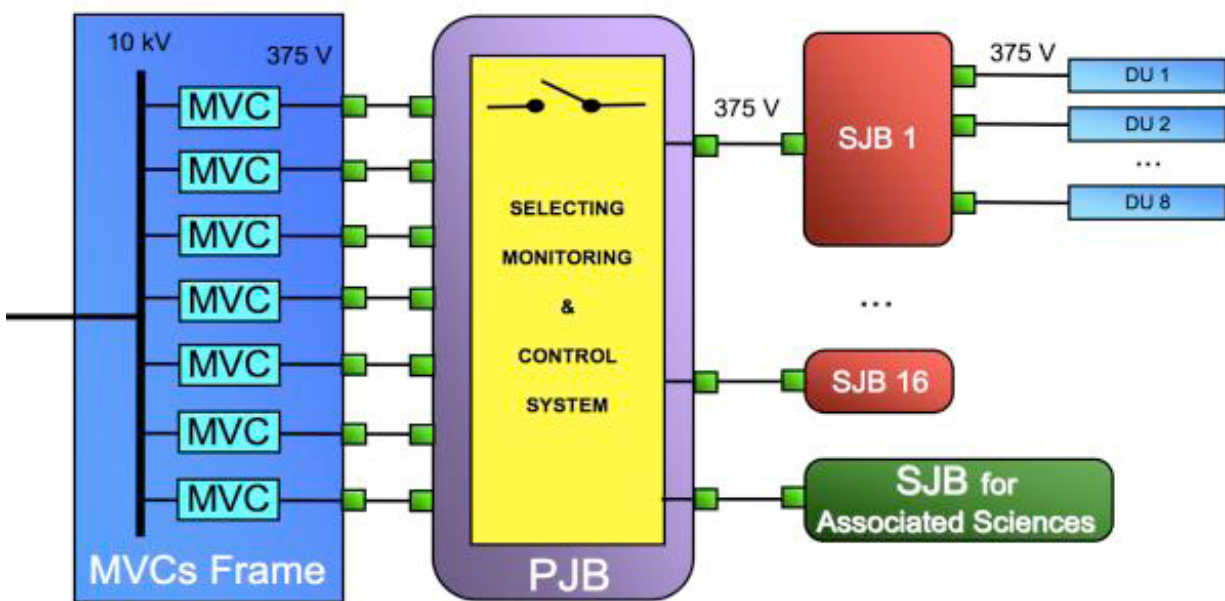 10 kV
375 V
MVC
MVC
MVC
MVC
MVC
MVC
MVC
MVCs Frame
SELECTING
MONITORING
&
CONTROL
SYSTEM
PJB
375 V
SJB 1
375 V
DU 1
DU 2
...
DU 8
...
SJB 16
SJB for
Associated Sciences